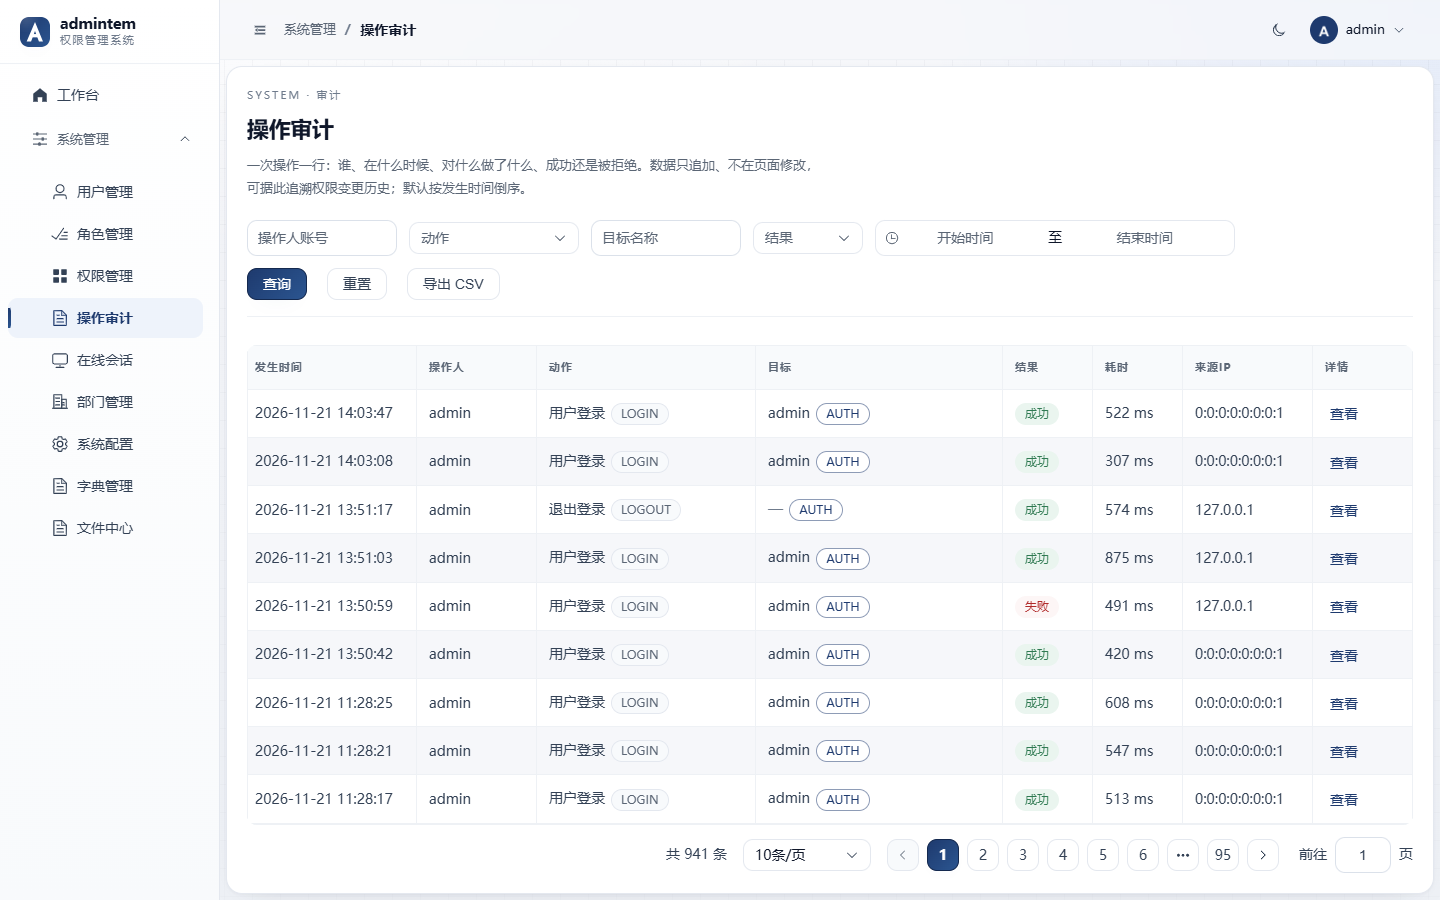 admintem
权限管理系统
系统管理 / 操作审计
A admin
工作台
系统管理
用户管理
角色管理
权限管理
操作审计
在线会话
部门管理
系统配置
字典管理
文件中心
SYSTEM · 审计
操作审计
一次操作一行：谁、在什么时候、对什么做了什么、成功还是被拒绝。数据只追加、不在页面修改，
可据此追溯权限变更历史；默认按发生时间倒序。
操作人账号 动作 目标名称 结果 开始时间 至 结束时间
查询 重置 导出 CSV
发生时间 操作人 动作 目标 结果 耗时 来源IP 详情
2026-11-21 14:03:47 admin 用户登录 LOGIN admin AUTH 成功 522 ms 0:0:0:0:0:0:0:1 查看
2026-11-21 14:03:08 admin 用户登录 LOGIN admin AUTH 成功 307 ms 0:0:0:0:0:0:0:1 查看
2026-11-21 13:51:17 admin 退出登录 LOGOUT — AUTH 成功 574 ms 127.0.0.1 查看
2026-11-21 13:51:03 admin 用户登录 LOGIN admin AUTH 成功 875 ms 127.0.0.1 查看
2026-11-21 13:50:59 admin 用户登录 LOGIN admin AUTH 失败 491 ms 127.0.0.1 查看
2026-11-21 13:50:42 admin 用户登录 LOGIN admin AUTH 成功 420 ms 0:0:0:0:0:0:0:1 查看
2026-11-21 11:28:25 admin 用户登录 LOGIN admin AUTH 成功 608 ms 0:0:0:0:0:0:0:1 查看
2026-11-21 11:28:21 admin 用户登录 LOGIN admin AUTH 成功 547 ms 0:0:0:0:0:0:0:1 查看
2026-11-21 11:28:17 admin 用户登录 LOGIN admin AUTH 成功 513 ms 0:0:0:0:0:0:0:1 查看
共 941 条 10条/页 1 2 3 4 5 6 ••• 95 前往 1 页